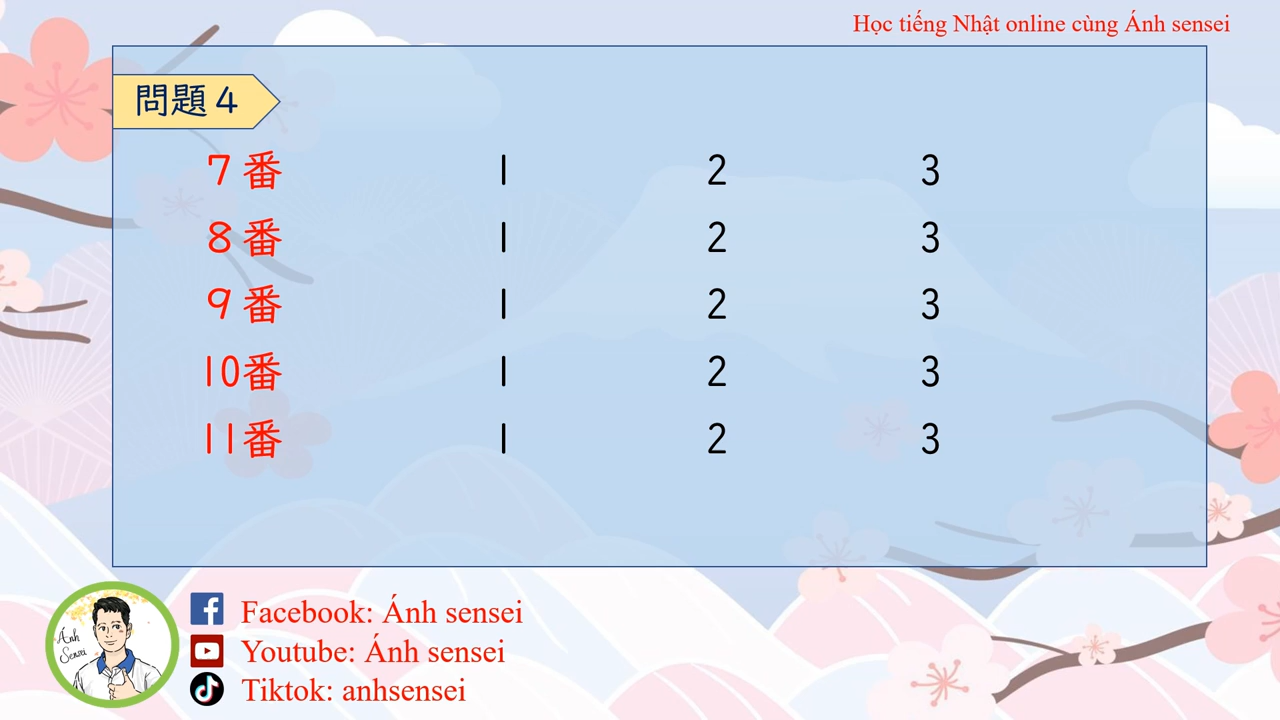 Học tiếng Nhật online cùng Ánh sensei
問題4
7番 1 2 3
8番 1 2 3
9番 1 2 3
10番 1 2 3
11番 1 2 3
Ánh
Sensei
Facebook: Ánh sensei
Youtube: Ánh sensei
Tiktok: anhsensei